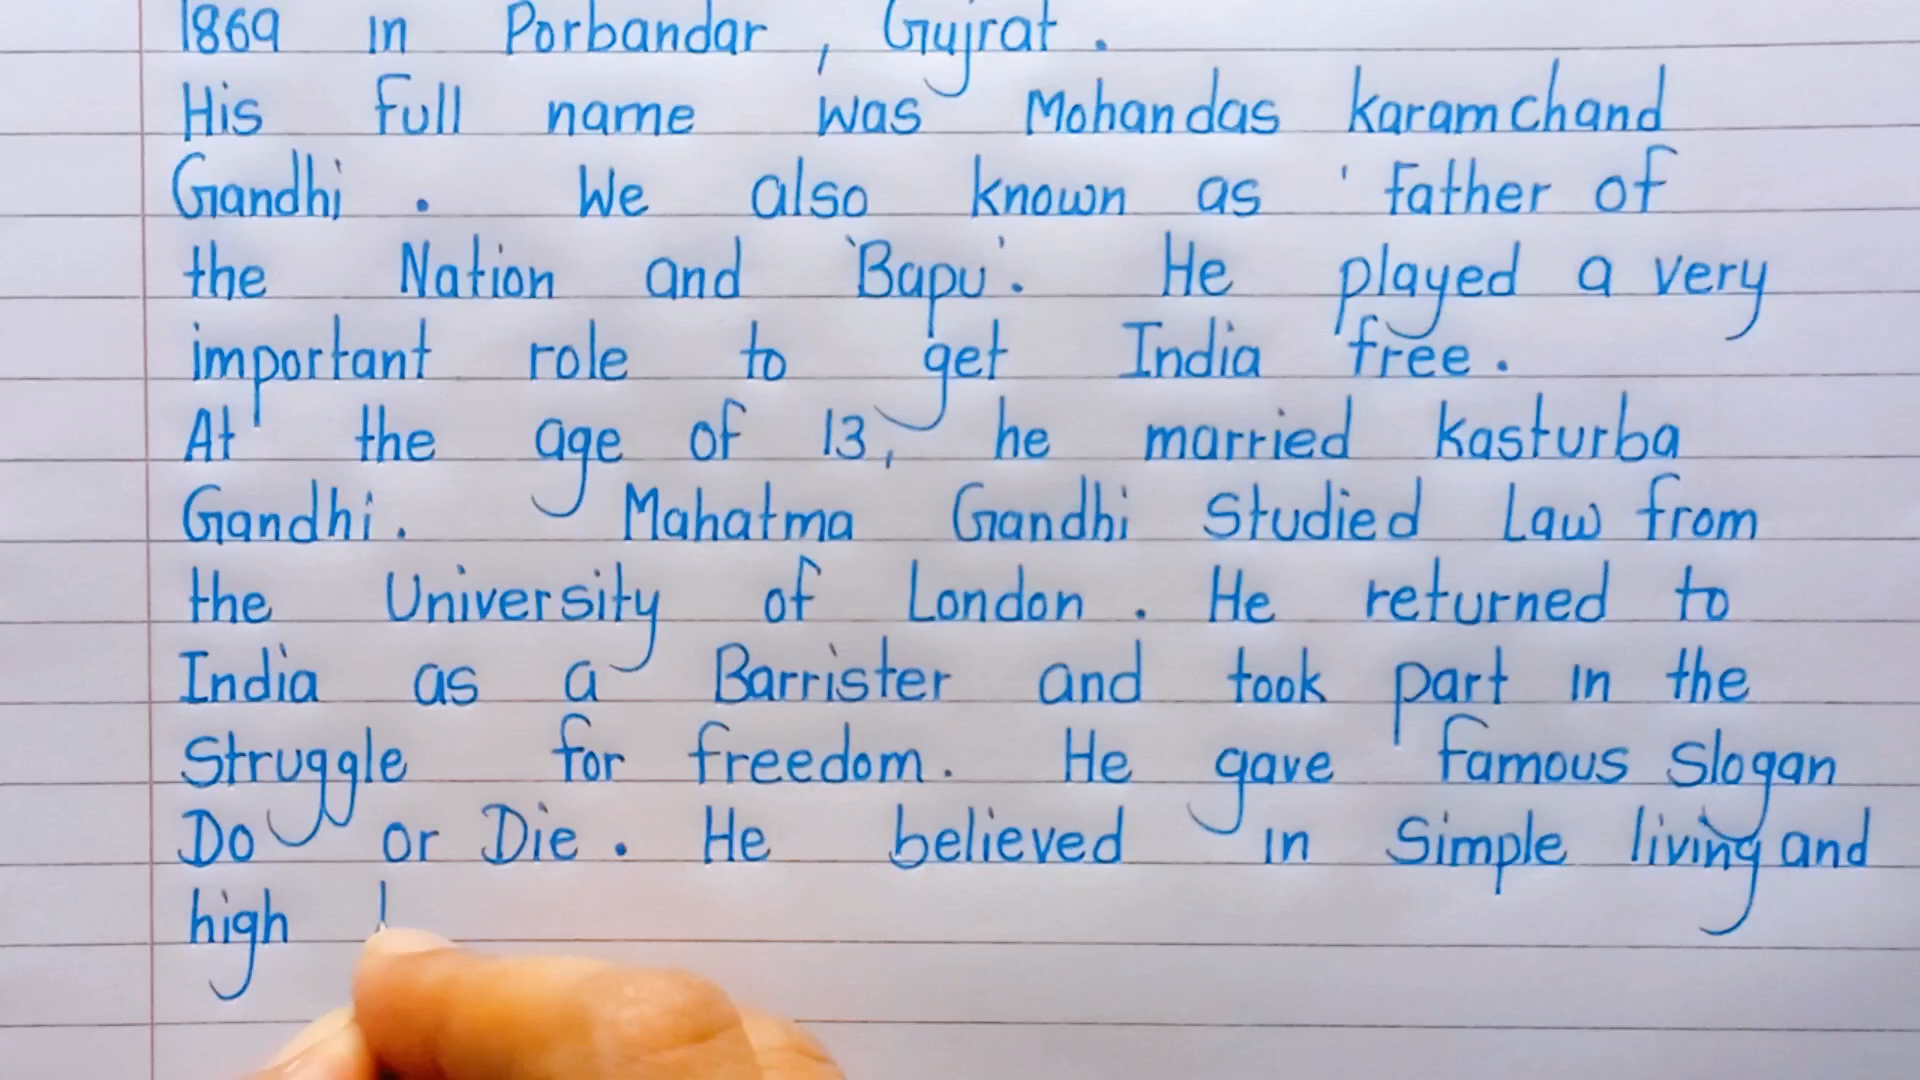 1869 in Porbandar , Gujrat .
His full name was Mohandas karamchand
Gandhi . We also known as ' father of
the Nation and 'Bapu'. He played a very
important role to get India free .
At the age of 13, he married kasturba
Gandhi . Mahatma Gandhi studied Law from
the University of London . He returned to
India as a Barrister and took part in the
struggle for freedom . He gave famous slogan
Do or Die . He believed in simple living and
high